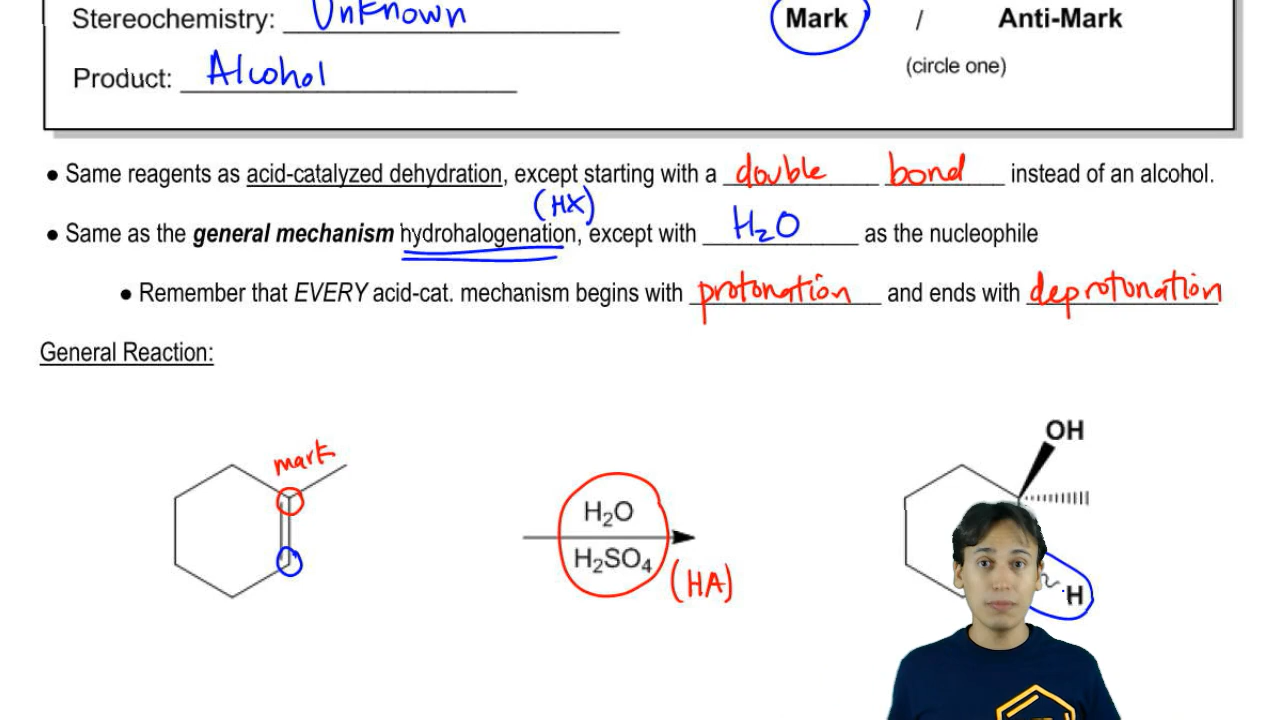 Stereochemistry: Unknown Mark / Anti-Mark
(circle one)
Product: Alcohol
● Same reagents as acid-catalyzed dehydration, except starting with a double bond instead of an alcohol.
(HX)
● Same as the general mechanism hydrohalogenation, except with H₂O as the nucleophile
● Remember that EVERY acid-cat. mechanism begins with protonation and ends with deprotonation
General Reaction:
mark
H₂O
H₂SO₄
(HA)
OH
H